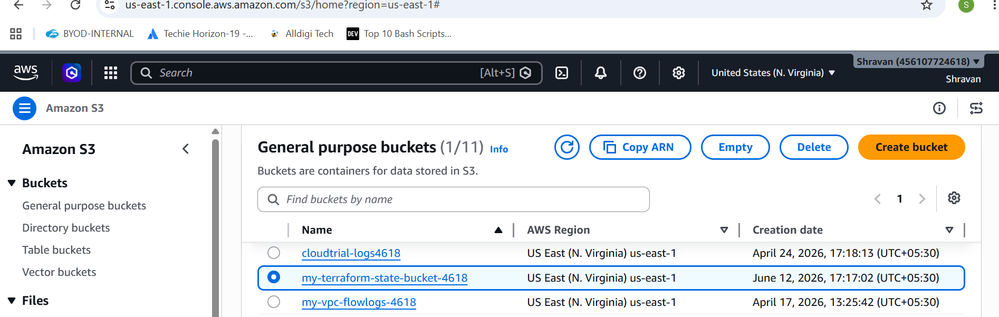 us-east-1.console.aws.amazon.com/s3/home?region=us-east-1#
S
BYOD-INTERNAL
Techie Horizon-19 -...
Alldigi Tech
DEV
Top 10 Bash Scripts...
aws
Search
[Alt+S]
United States (N. Virginia)
Shravan (456107724618)
Shravan
Amazon S3
Amazon S3
Buckets
General purpose buckets
Directory buckets
Table buckets
Vector buckets
Files
General purpose buckets (1/11) Info
Copy ARN
Empty
Delete
Create bucket
Buckets are containers for data stored in S3.
Find buckets by name
1
Name AWS Region Creation date
cloudtrial-logs4618 US East (N. Virginia) us-east-1 April 24, 2026, 17:18:13 (UTC+05:30)
my-terraform-state-bucket-4618 US East (N. Virginia) us-east-1 June 12, 2026, 17:17:02 (UTC+05:30)
my-vpc-flowlogs-4618 US East (N. Virginia) us-east-1 April 17, 2026, 13:25:42 (UTC+05:30)